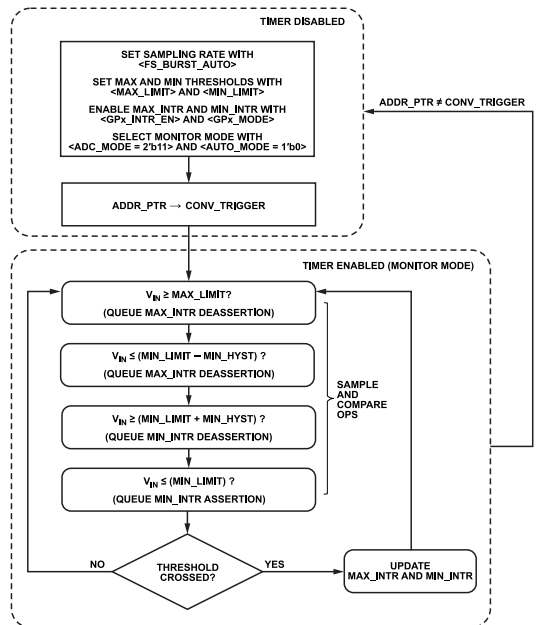 TIMER DISABLED
SET SAMPLING RATE WITH
<FS_BURST_AUTO>
SET MAX AND MIN THRESHOLDS WITH
<MAX_LIMIT> AND <MIN_LIMIT>
ENABLE MAX_INTR AND MIN_INTR WITH
<GPx_INTR_EN> AND <GPx_MODE>
SELECT MONITOR MODE WITH
<ADC_MODE = 2'b11> AND <AUTO_MODE = 1'b0>
ADDR_PTR → CONV_TRIGGER
ADDR_PTR ≠ CONV_TRIGGER
TIMER ENABLED (MONITOR MODE)
VIN ≥ MAX_LIMIT?
(QUEUE MAX_INTR DEASSERTION)
VIN ≤ (MIN_LIMIT – MIN_HYST) ?
(QUEUE MAX_INTR DEASSERTION)
VIN ≥ (MIN_LIMIT + MIN_HYST) ?
(QUEUE MIN_INTR DEASSERTION)
VIN ≤ (MIN_LIMIT) ?
(QUEUE MIN_INTR ASSERTION)
SAMPLE
AND
COMPARE
OPS
NO
THRESHOLD
CROSSED?
YES
UPDATE
MAX_INTR AND MIN_INTR